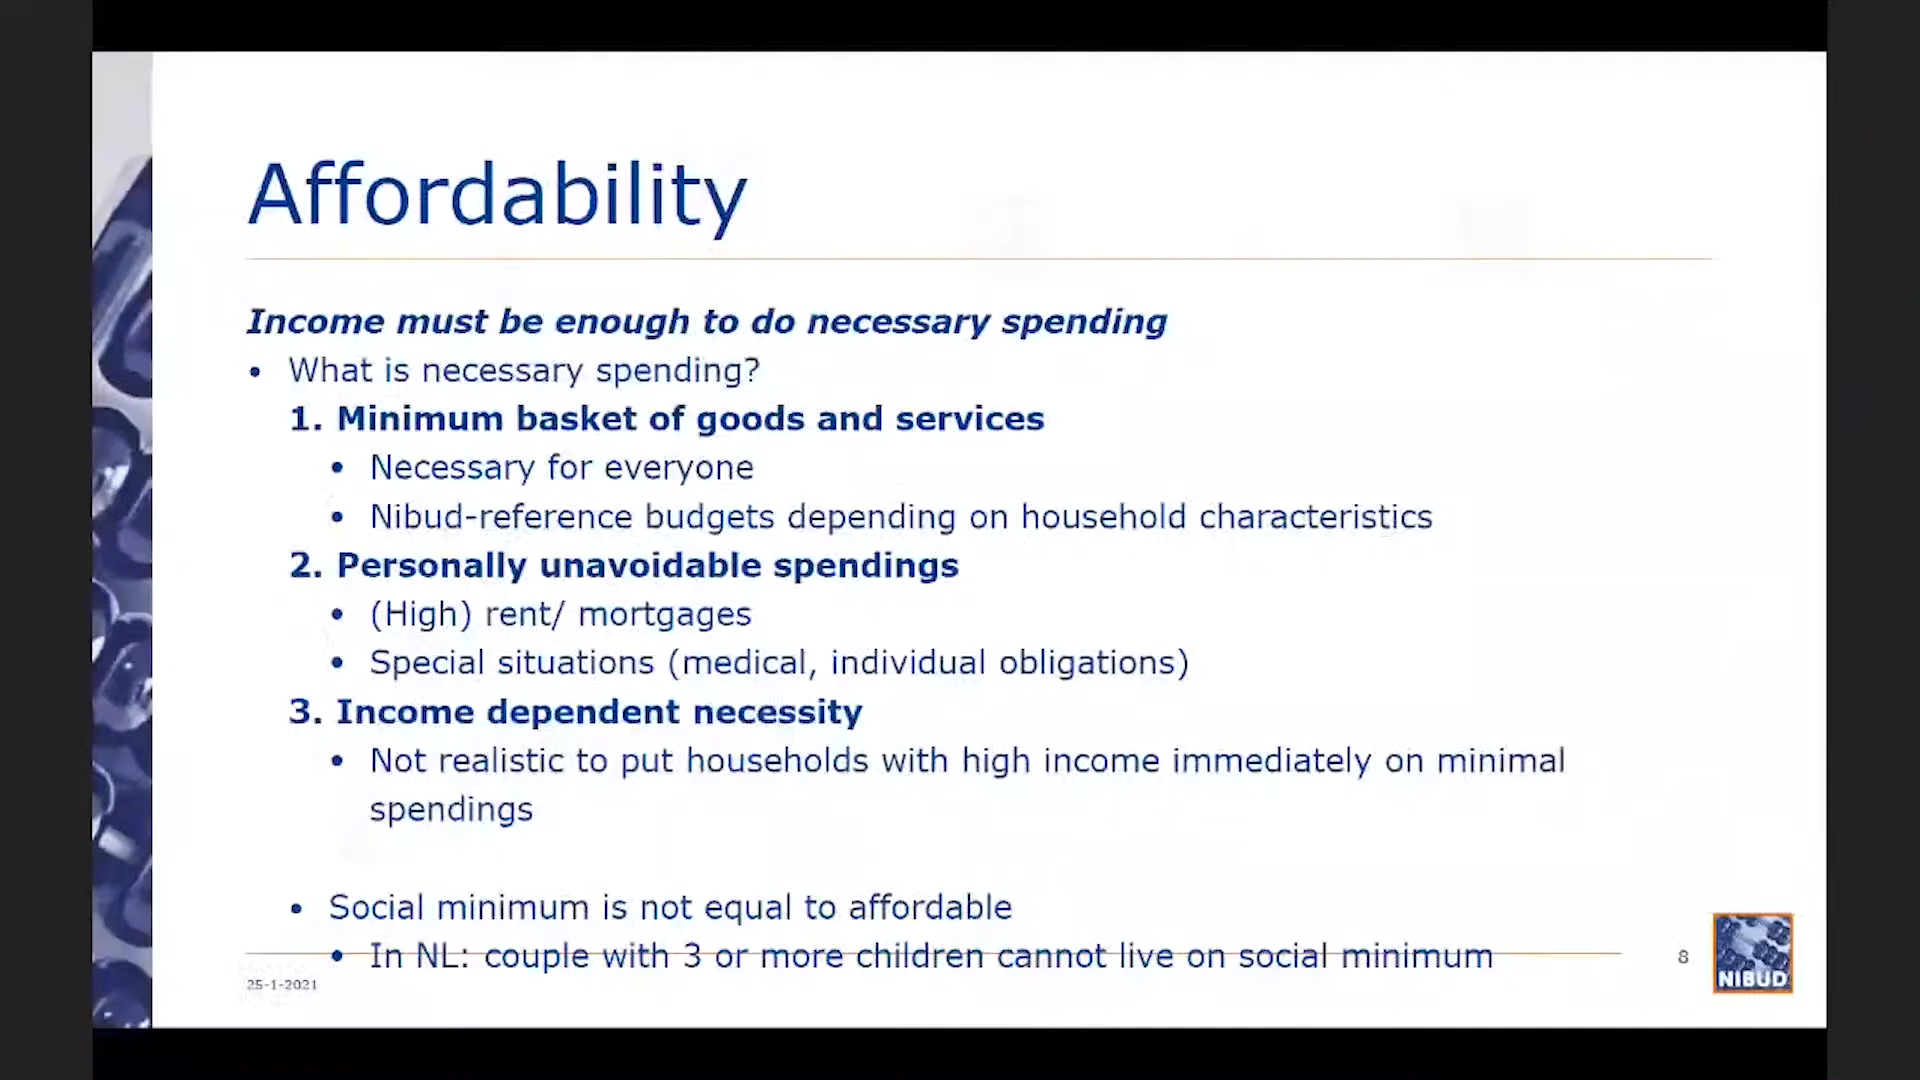 Affordability
Income must be enough to do necessary spending
• What is necessary spending?
1. Minimum basket of goods and services
• Necessary for everyone
• Nibud-reference budgets depending on household characteristics
2. Personally unavoidable spendings
• (High) rent/ mortgages
• Special situations (medical, individual obligations)
3. Income dependent necessity
• Not realistic to put households with high income immediately on minimal
spendings
• Social minimum is not equal to affordable
• In NL: couple with 3 or more children cannot live on social minimum
8
NIBUD
25-1-2021